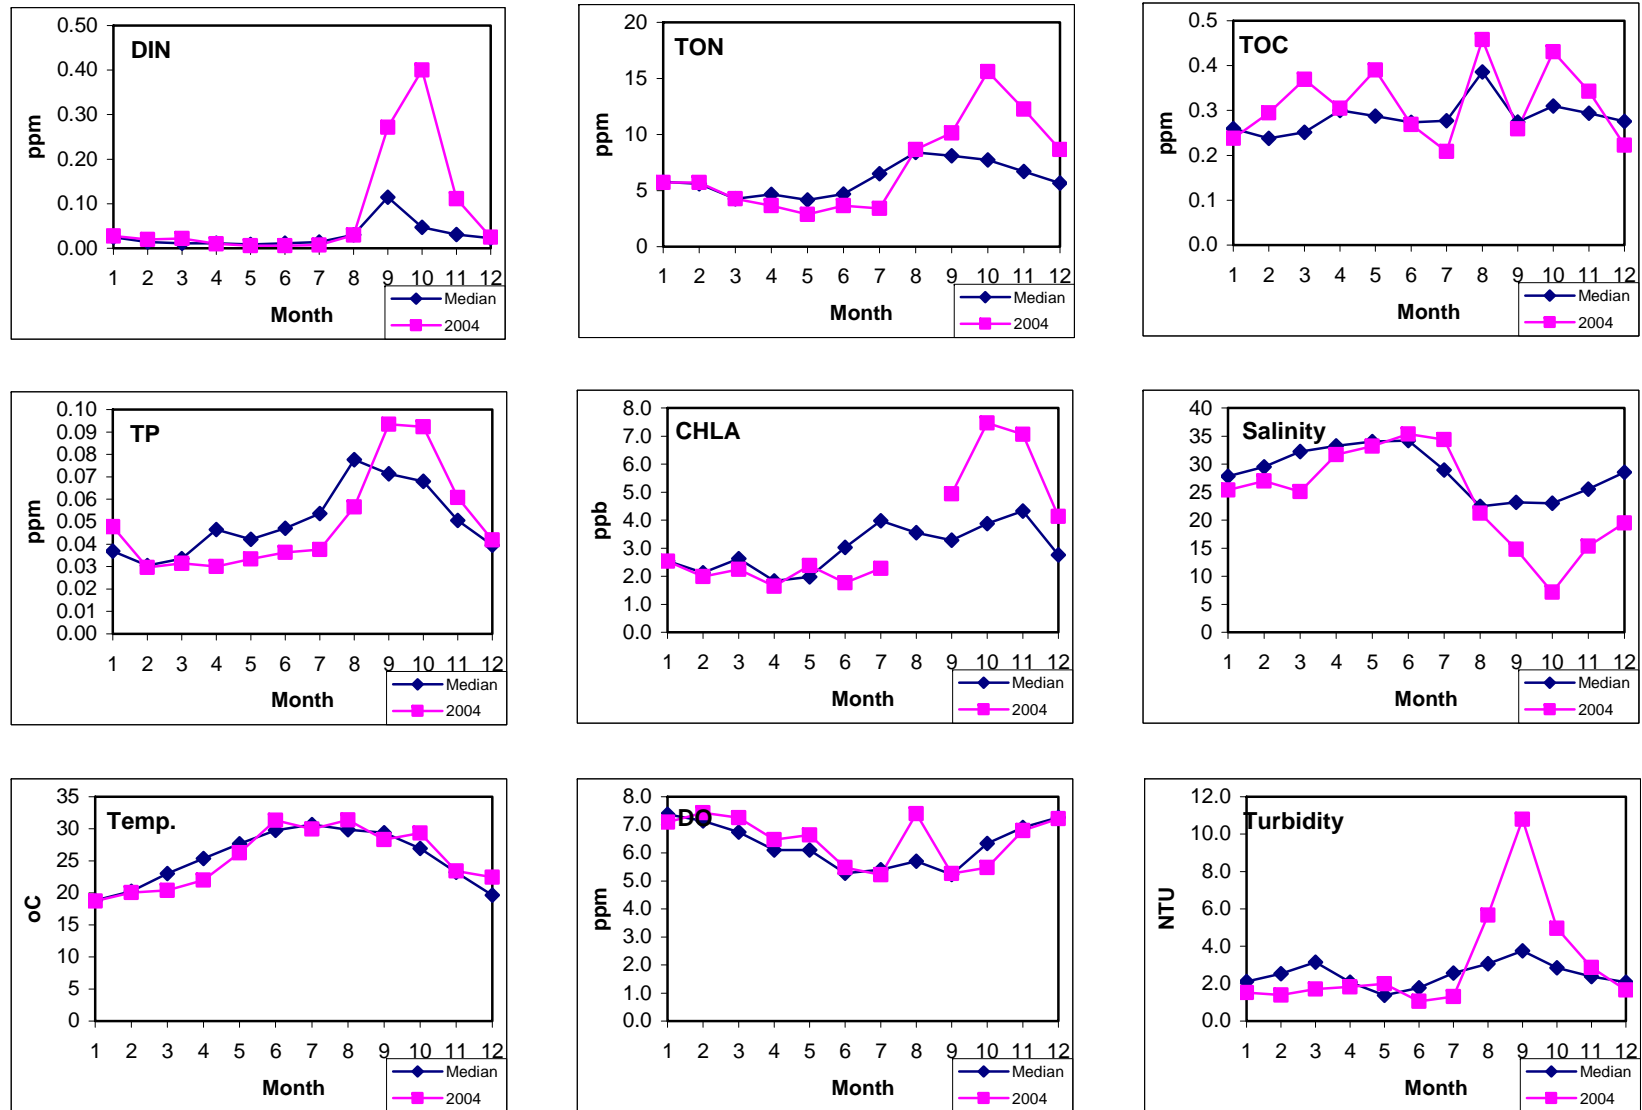 DIN
ppm
0.50
0.40
0.30
0.20
0.10
0.00
1 2 3 4 5 6 7 8 9 10 11 12
Month
Median
2004
TON
ppm
20
15
10
5
0
1 2 3 4 5 6 7 8 9 10 11 12
Month
Median
2004
TOC
ppm
0.5
0.4
0.3
0.2
0.1
0.0
1 2 3 4 5 6 7 8 9 10 11 12
Month
Median
2004
TP
ppm
0.10
0.09
0.08
0.07
0.06
0.05
0.04
0.03
0.02
0.01
0.00
1 2 3 4 5 6 7 8 9 10 11 12
Month
Median
2004
CHLA
ppb
8.0
7.0
6.0
5.0
4.0
3.0
2.0
1.0
0.0
1 2 3 4 5 6 7 8 9 10 11 12
Month
Median
2004
Salinity
40
35
30
25
20
15
10
5
0
1 2 3 4 5 6 7 8 9 10 11 12
Month
Median
2004
Temp.
oC
35
30
25
20
15
10
5
0
1 2 3 4 5 6 7 8 9 10 11 12
Month
Median
2004
DO
ppm
8.0
7.0
6.0
5.0
4.0
3.0
2.0
1.0
0.0
1 2 3 4 5 6 7 8 9 10 11 12
Month
Median
2004
Turbidity
NTU
12.0
10.0
8.0
6.0
4.0
2.0
0.0
1 2 3 4 5 6 7 8 9 10 11 12
Month
Median
2004